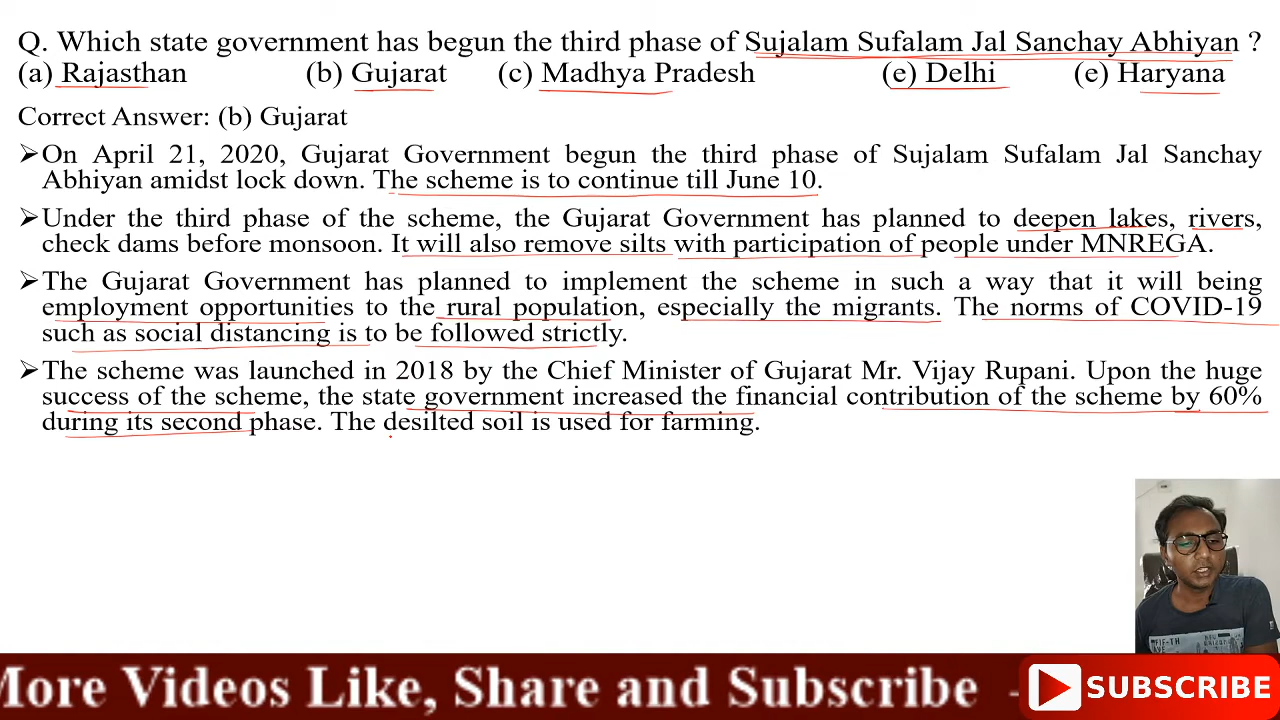 Q. Which state government has begun the third phase of Sujalam Sufalam Jal Sanchay Abhiyan ?
(a) Rajasthan (b) Gujarat (c) Madhya Pradesh (e) Delhi (e) Haryana
Correct Answer: (b) Gujarat
➢On April 21, 2020, Gujarat Government begun the third phase of Sujalam Sufalam Jal Sanchay
Abhiyan amidst lock down. The scheme is to continue till June 10.
➢Under the third phase of the scheme, the Gujarat Government has planned to deepen lakes, rivers,
check dams before monsoon. It will also remove silts with participation of people under MNREGA.
➢The Gujarat Government has planned to implement the scheme in such a way that it will being
employment opportunities to the rural population, especially the migrants. The norms of COVID-19
such as social distancing is to be followed strictly.
➢The scheme was launched in 2018 by the Chief Minister of Gujarat Mr. Vijay Rupani. Upon the huge
success of the scheme, the state government increased the financial contribution of the scheme by 60%
during its second phase. The desilted soil is used for farming.
More Videos Like, Share and Subscribe -
SUBSCRIBE